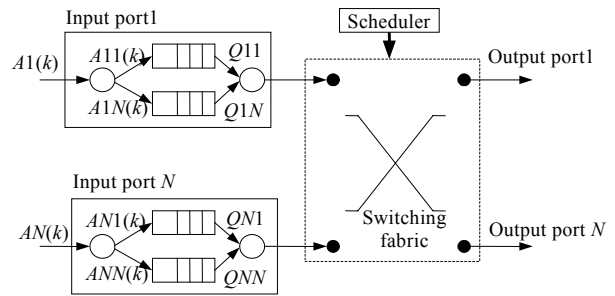 Input port1
Scheduler
A1(k)
A11(k)
Q11
A1N(k)
Q1N
Output port1
Input port N
AN(k)
AN1(k)
QN1
ANN(k)
QNN
Switching
fabric
Output port N